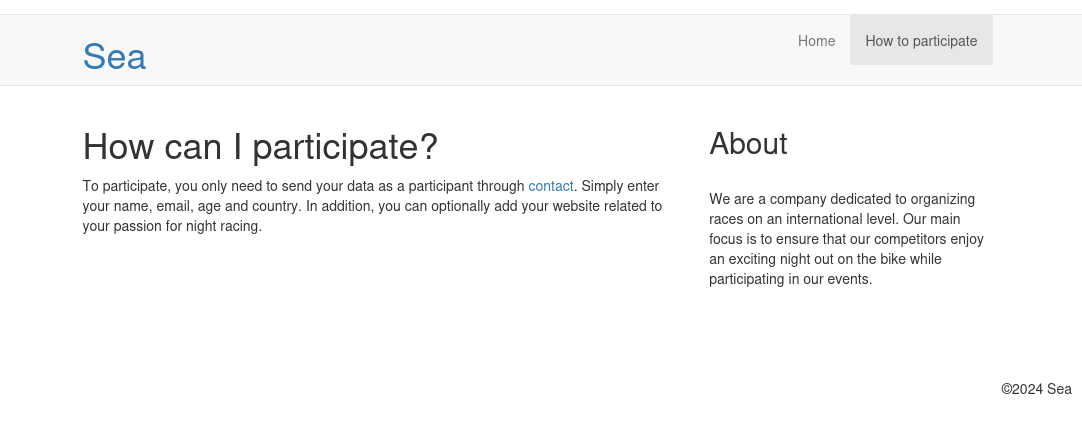 Sea
Home
How to participate
How can I participate?
To participate, you only need to send your data as a participant through contact. Simply enter
your name, email, age and country. In addition, you can optionally add your website related to
your passion for night racing.
About
We are a company dedicated to organizing
races on an international level. Our main
focus is to ensure that our competitors enjoy
an exciting night out on the bike while
participating in our events.
©2024 Sea